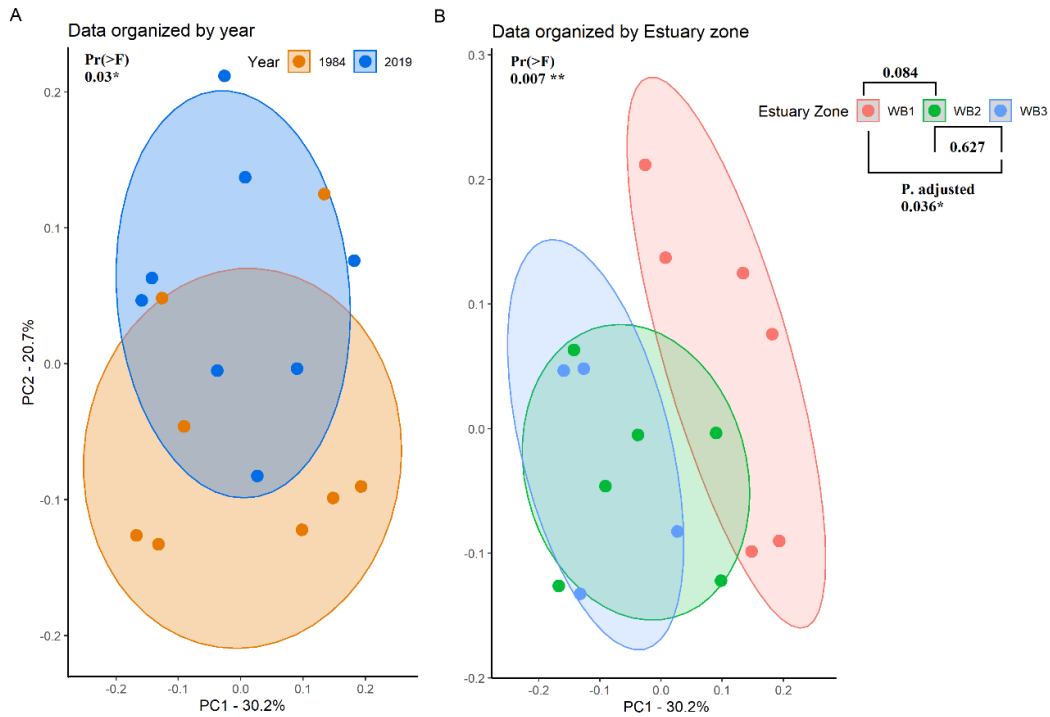 A
Data organized by year
Pr(>F)
0.03*
Year 1984 2019
0.2
0.1
0.0
-0.1
-0.2
PC2 - 20.7%
-0.2 -0.1 0.0 0.1 0.2
PC1 - 30.2%
B
Data organized by Estuary zone
Pr(>F)
0.007 **
0.3
0.2
0.1
0.0
-0.1
-0.2
-0.2 -0.1 0.0 0.1 0.2
PC1 - 30.2%
0.084
Estuary Zone WB1 WB2 WB3
0.627
P. adjusted
0.036*